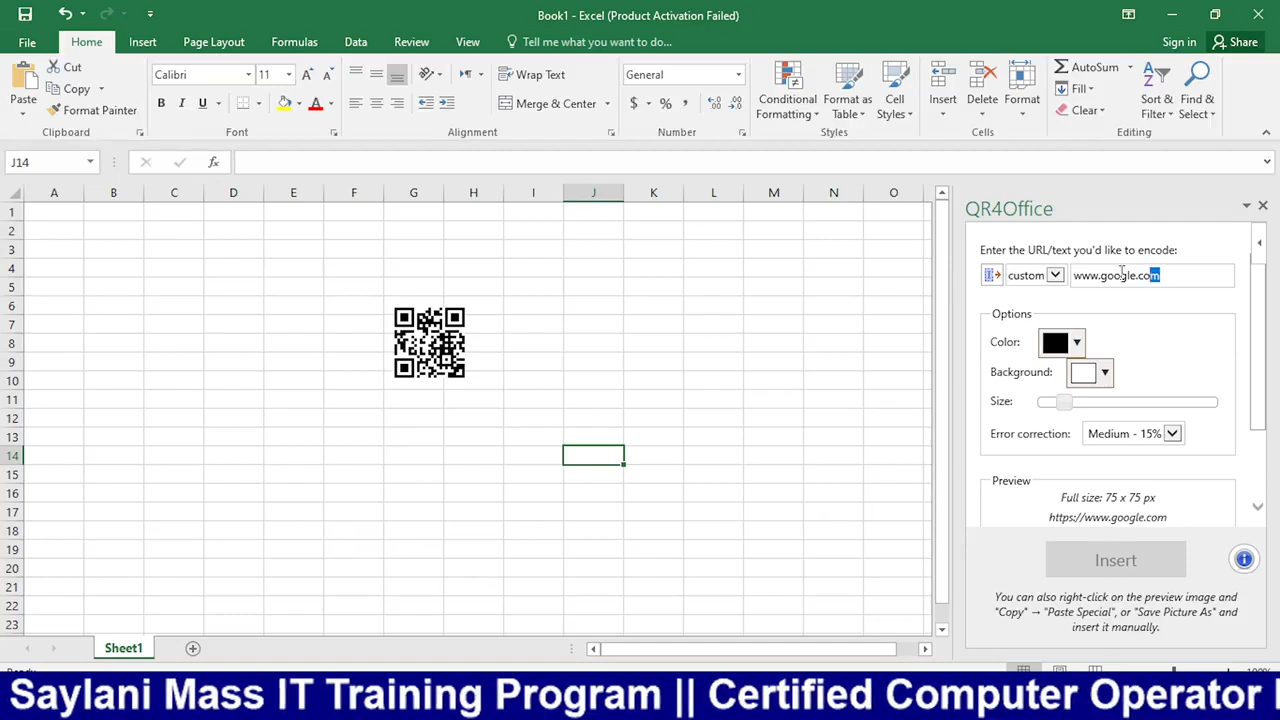 Book1 - Excel (Product Activation Failed)
File Home Insert Page Layout Formulas Data Review View Tell me what you want to do... Sign in Share
Paste
Cut
Copy
Format Painter
Clipboard
Calibri 11
B I U
Font
Wrap Text
Merge & Center
Alignment
General
$ % ,
Number
Conditional Formatting
Format as Table
Cell Styles
Styles
Insert Delete Format
Cells
AutoSum
Fill
Clear
Sort & Filter
Find & Select
Editing
J14
fx
A B C D E F G H I J K L M N O
1
2
3
4
5
6
7
8
9
10
11
12
13
14
15
16
17
18
19
20
21
22
23
QR4Office
Enter the URL/text you'd like to encode:
custom www.google.com
Options
Color:
Background:
Size:
Error correction: Medium - 15%
Preview
Full size: 75 x 75 px
https://www.google.com
Insert
You can also right-click on the preview image and
"Copy" → "Paste Special", or "Save Picture As" and
insert it manually.
Sheet1
Saylani Mass IT Training Program || Certified Computer Operator